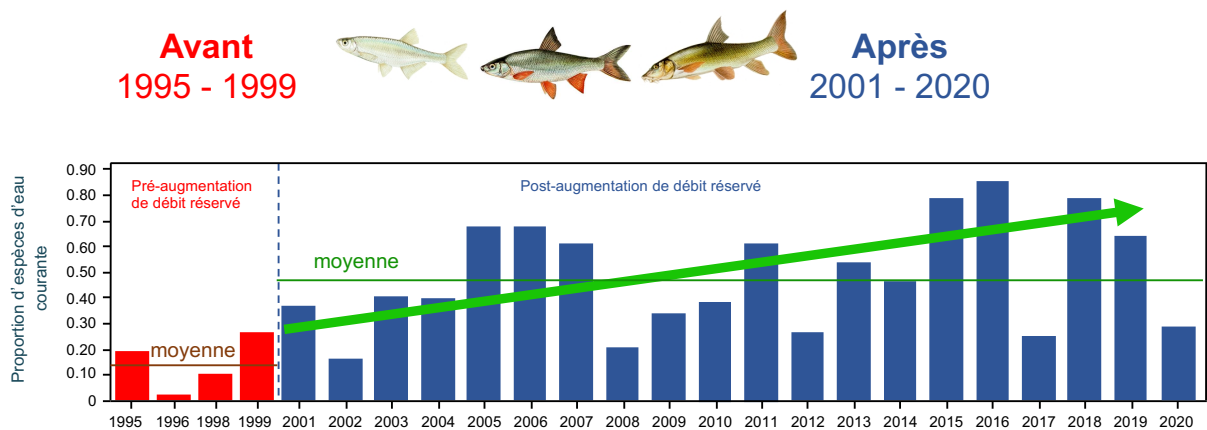 Avant
1995 - 1999
Après
2001 - 2020
Proportion d'espèces d'eau
courante
0.90
0.80
0.70
0.60
0.50
0.40
0.30
0.20
0.10
0
Pré-augmentation
de débit réservé
Post-augmentation de débit réservé
moyenne
moyenne
1995 1996 1998 1999 2001 2002 2003 2004 2005 2006 2007 2008 2009 2010 2011 2012 2013 2014 2015 2016 2017 2018 2019 2020